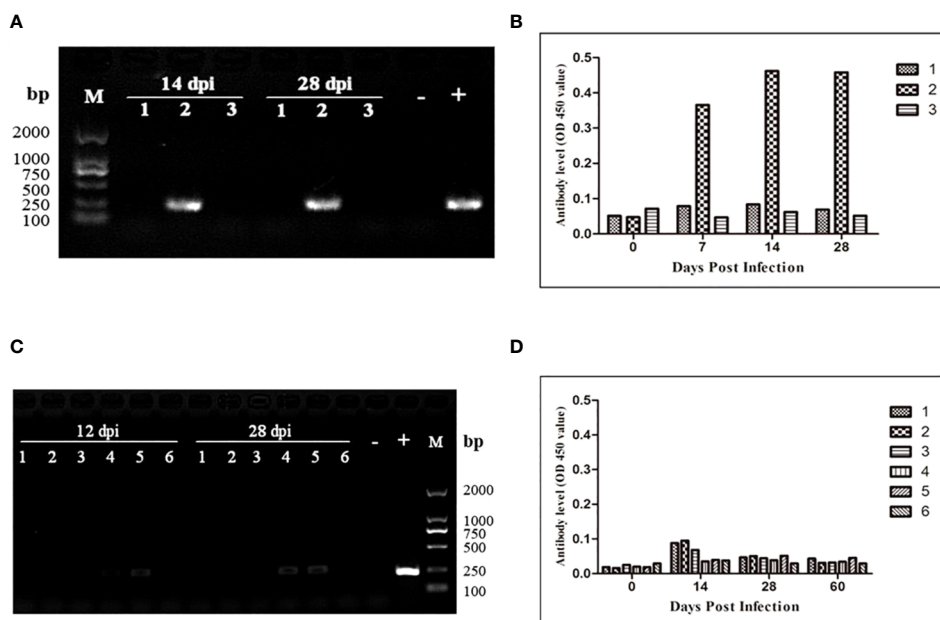 A
bp
M
14 dpi
28 dpi
1 2 3 1 2 3 - +
2000
1000
750
500
250
100
B
Antibody level (OD 450 value)
0.5
0.4
0.3
0.2
0.1
0.0
0 7 14 28
Days Post Infection
1
2
3
C
12 dpi
28 dpi
1 2 3 4 5 6 1 2 3 4 5 6 - + M bp
2000
1000
750
500
250
100
D
Antibody level (OD 450 value)
0.5
0.4
0.3
0.2
0.1
0.0
0 14 28 60
Days Post Infection
1
2
3
4
5
6